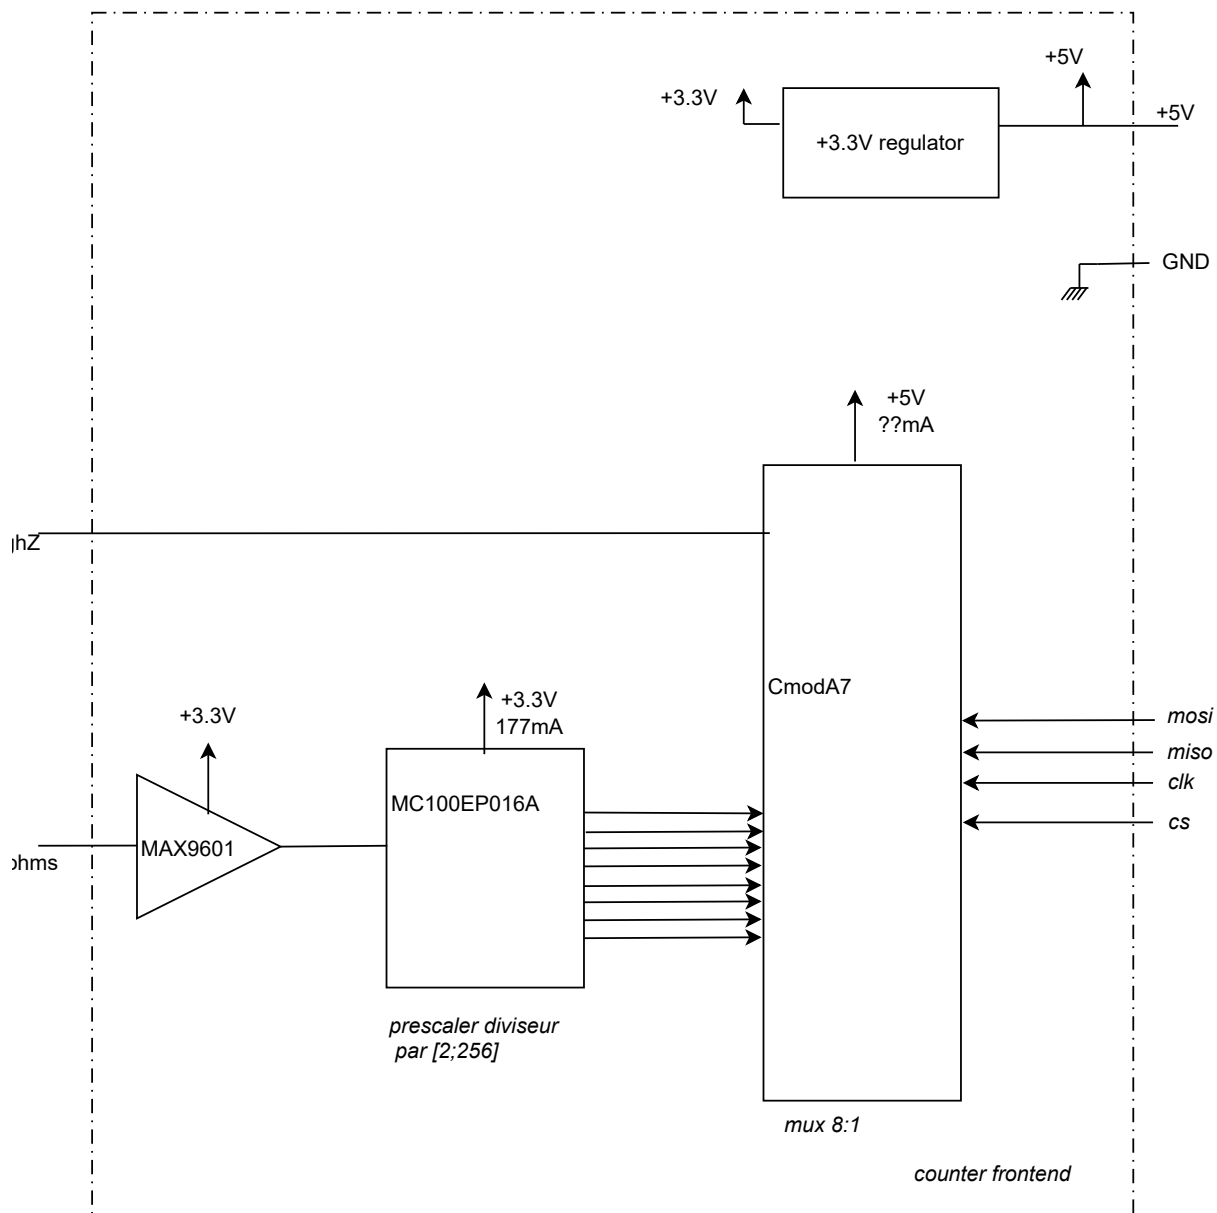 +5V
+3.3V
+5V
+3.3V regulator
GND
+5V
??mA
hZ
CmodA7
+3.3V
177mA
+3.3V
mosi
miso
MC100EP016A
clk
cs
MAX9601
ohms
prescaler diviseur
par [2;256]
mux 8:1
counter frontend